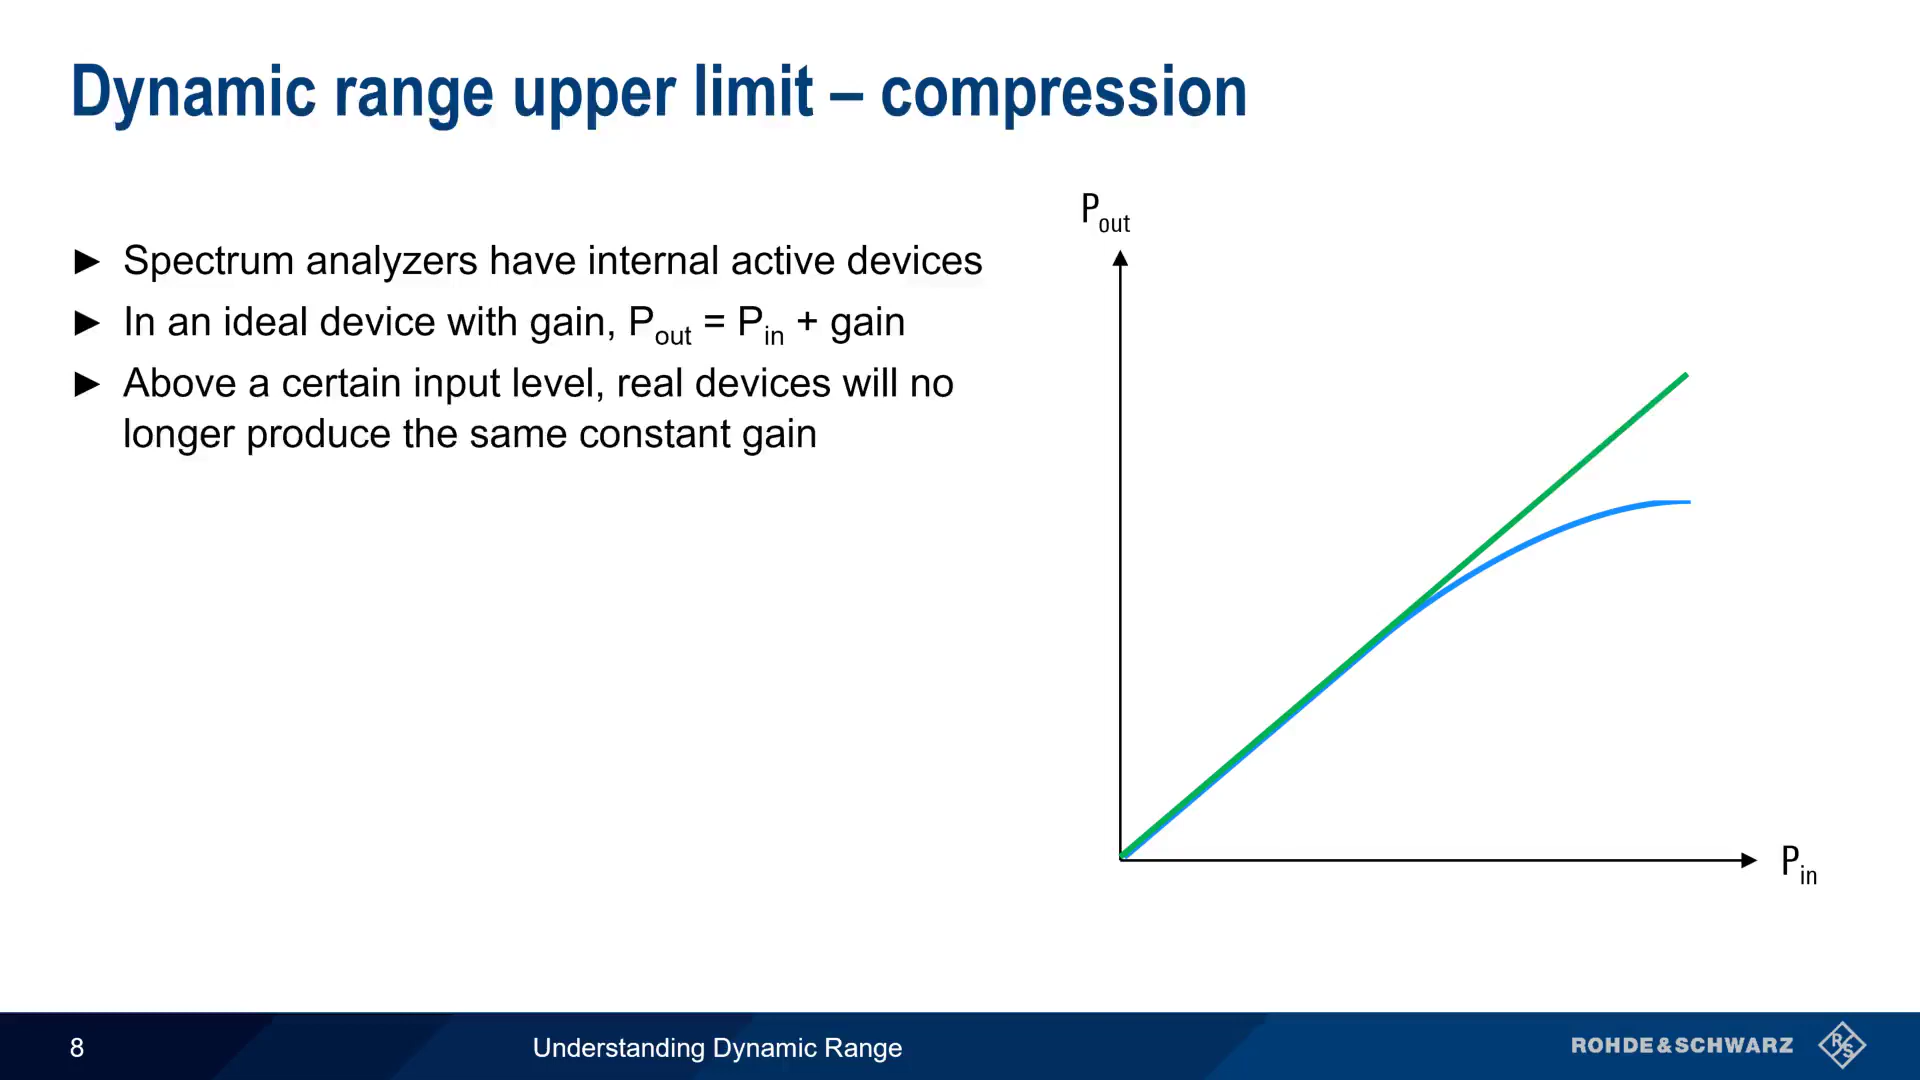 Dynamic range upper limit – compression
► Spectrum analyzers have internal active devices
► In an ideal device with gain, Pout = Pin + gain
► Above a certain input level, real devices will no
longer produce the same constant gain
Pout
Pin
8
Understanding Dynamic Range
ROHDE&SCHWARZ
R&S